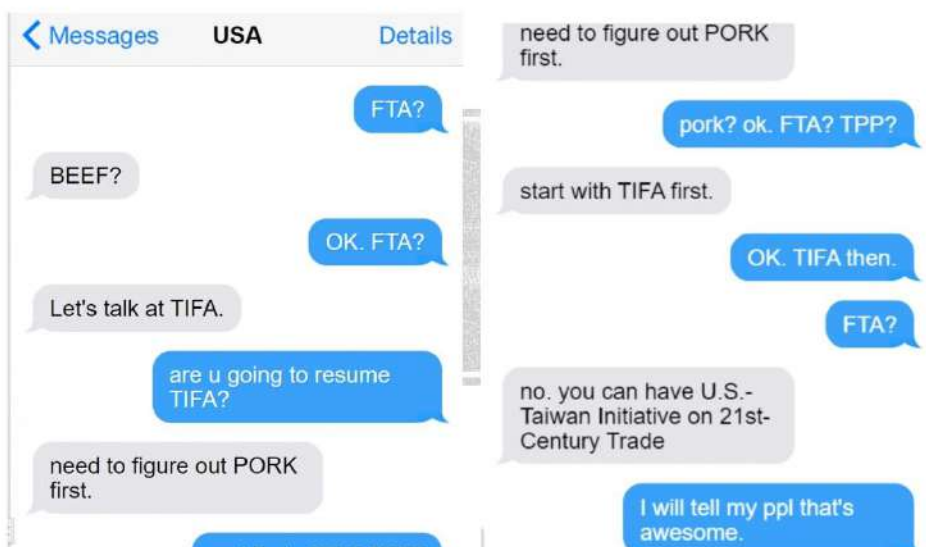 Messages USA Details
FTA?
BEEF?
OK. FTA?
Let's talk at TIFA.
are u going to resume
TIFA?
need to figure out PORK
first.
need to figure out PORK
first.
pork? ok. FTA? TPP?
start with TIFA first.
OK. TIFA then.
FTA?
no. you can have U.S.-
Taiwan Initiative on 21st-
Century Trade
I will tell my ppl that's
awesome.